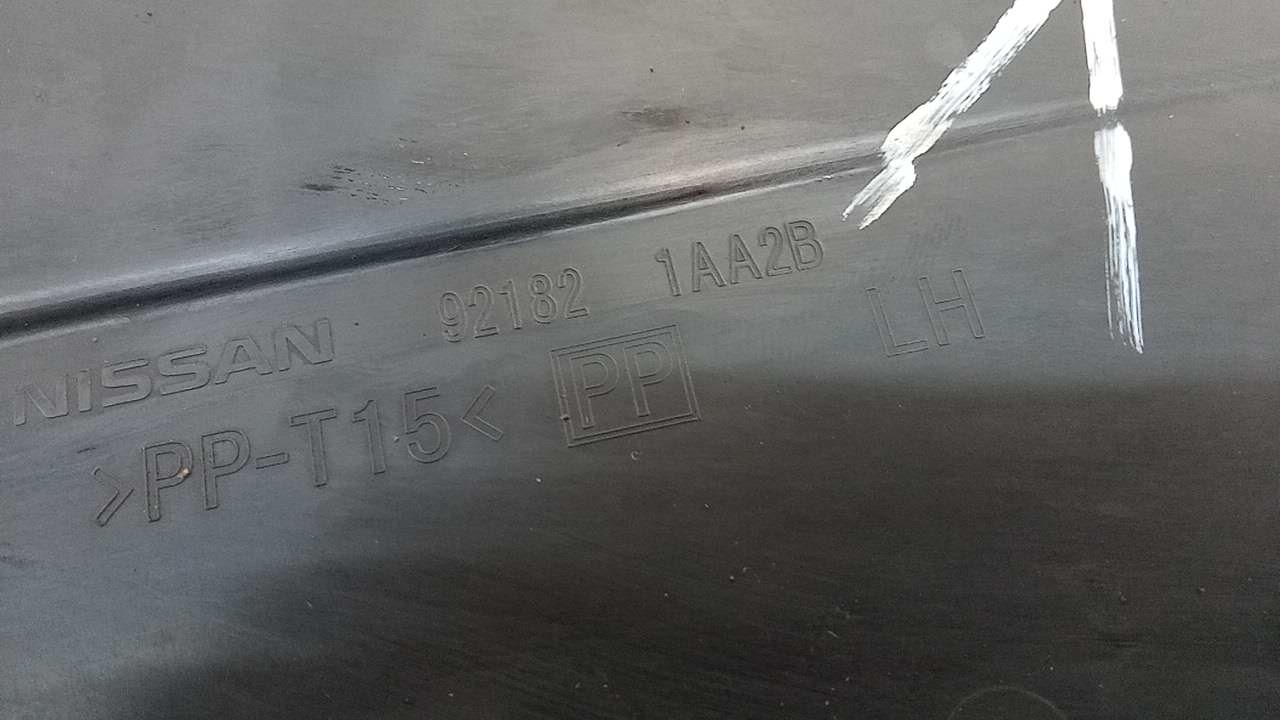 NISSAN 92182 1AA2B
>PP-T15< PP LH